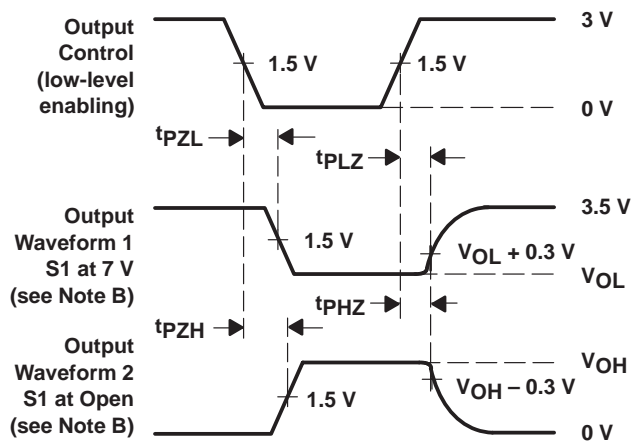 Output
Control
(low-level
enabling)
1.5 V
1.5 V
3 V
0 V
tPZL
tPLZ
Output
Waveform 1
S1 at 7 V
(see Note B)
1.5 V
3.5 V
VOL + 0.3 V
VOL
tPZH
tPHZ
Output
Waveform 2
S1 at Open
(see Note B)
1.5 V
VOH
VOH – 0.3 V
0 V